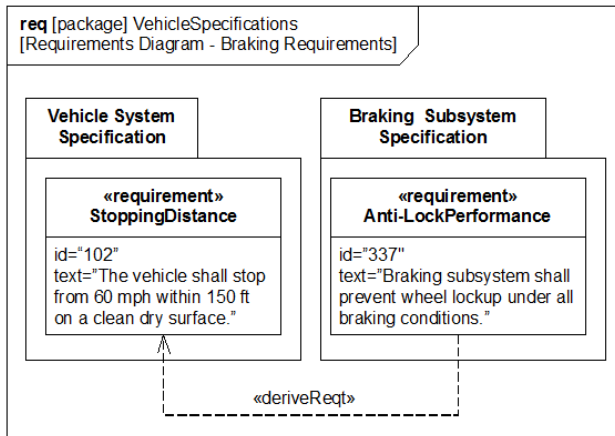 req [package] VehicleSpecifications
[Requirements Diagram - Braking Requirements]
Vehicle System
Specification
«requirement»
StoppingDistance
id=“102”
text=”The vehicle shall stop
from 60 mph within 150 ft
on a clean dry surface.”
Braking Subsystem
Specification
«requirement»
Anti-LockPerformance
id=”337"
text=”Braking subsystem shall
prevent wheel lockup under all
braking conditions.”
«deriveReqt»